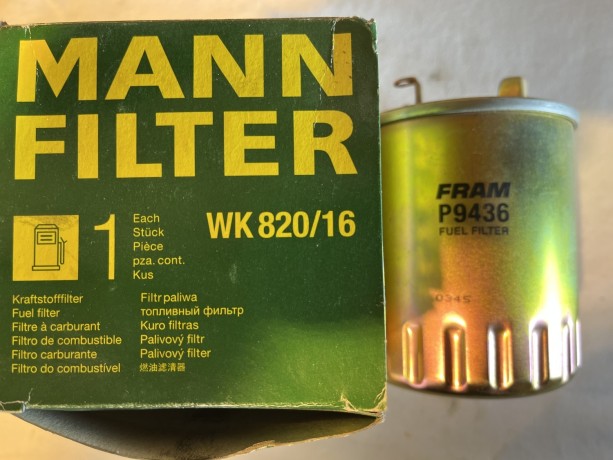 MANN
FILTER
1
Each
Stück
Pièce
pza. cont.
Kus
WK 820/16
Kraftstofffilter
Fuel filter
Filtre à carburant
Filtro de combustible
Filtro carburante
Filtro do combustível
Filtr paliwa
топливный фильтр
Kuro filtras
Palivový filtr
Palivový filter
燃油滤清器
FRAM
P9436
FUEL FILTER
0345